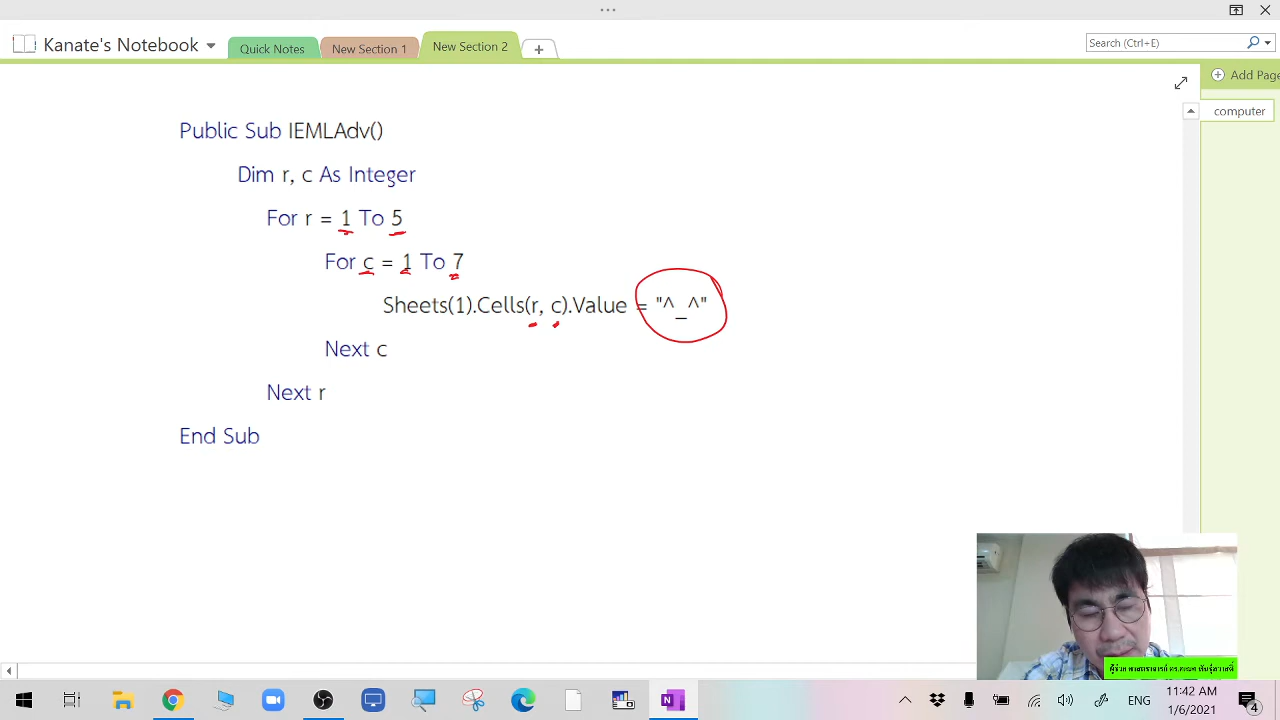 Kanate's Notebook
Quick Notes
New Section 1
New Section 2
Search (Ctrl+E)
Add Page
computer
Public Sub IEMLAdv()
Dim r, c As Integer
For r = 1 To 5
For c = 1 To 7
Sheets(1).Cells(r, c).Value = "^_^"
Next c
Next r
End Sub
ENG
11:42 AM
1/6/2021
4